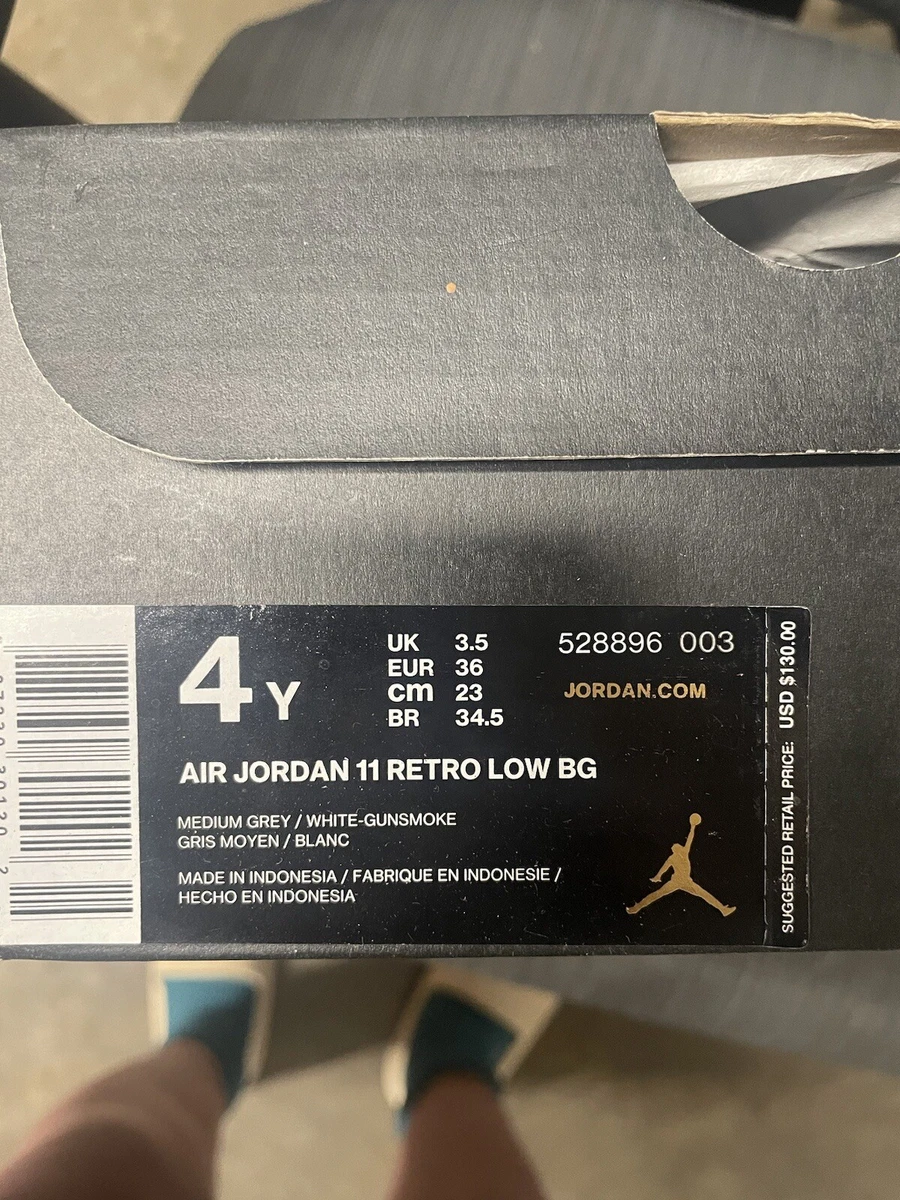 4 Y
UK 3.5
EUR 36
cm 23
BR 34.5
528896 003
JORDAN.COM
AIR JORDAN 11 RETRO LOW BG
MEDIUM GREY / WHITE-GUNSMOKE
GRIS MOYEN / BLANC
MADE IN INDONESIA / FABRIQUE EN INDONESIE /
HECHO EN INDONESIA
SUGGESTED RETAIL PRICE: USD $130.00